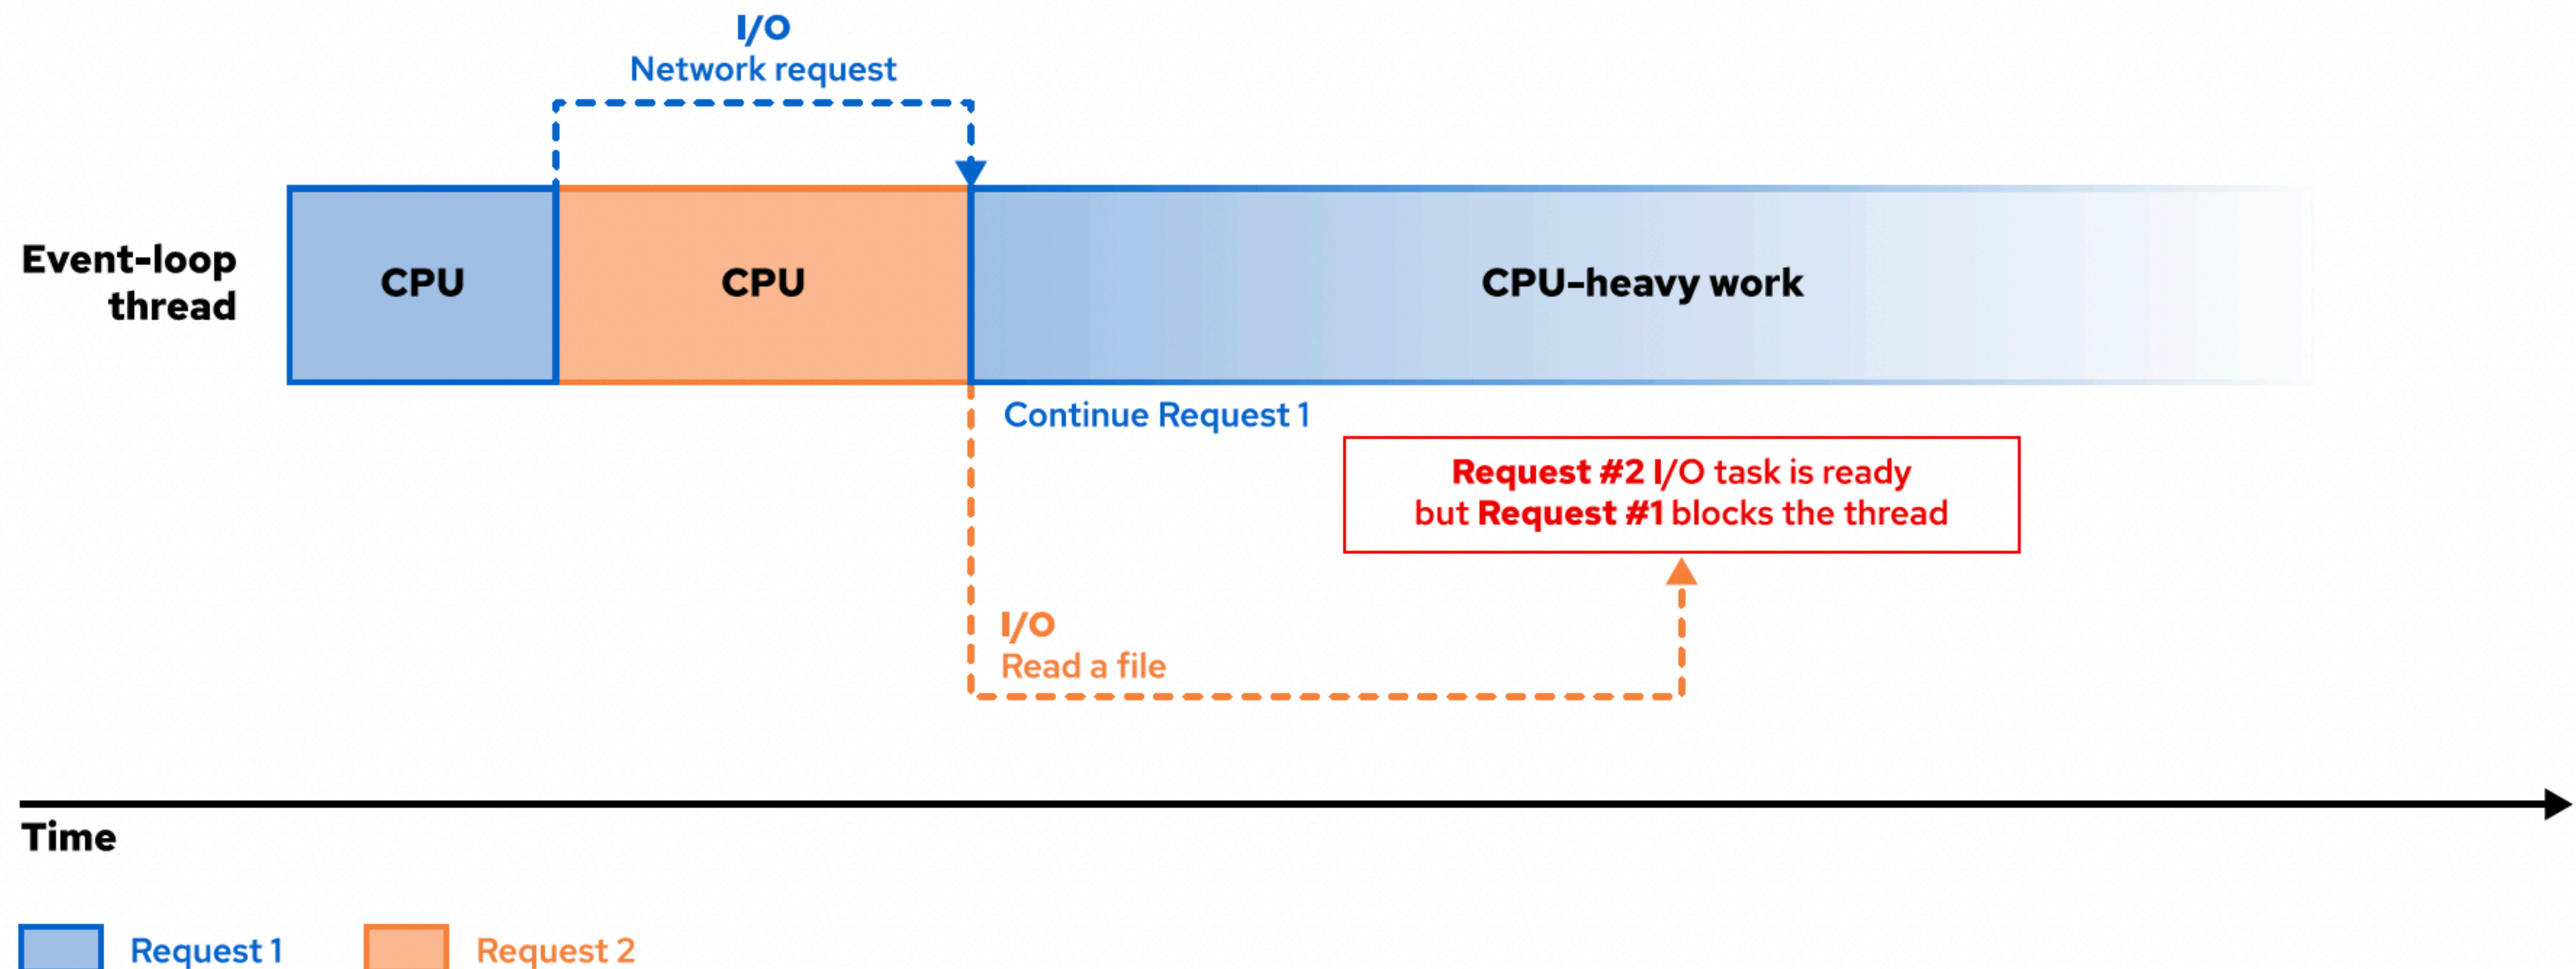 I/O
Network request
Event-loop
thread
CPU
CPU
CPU-heavy work
Continue Request 1
Request #2 I/O task is ready
but Request #1 blocks the thread
I/O
Read a file
Time
Request 1
Request 2